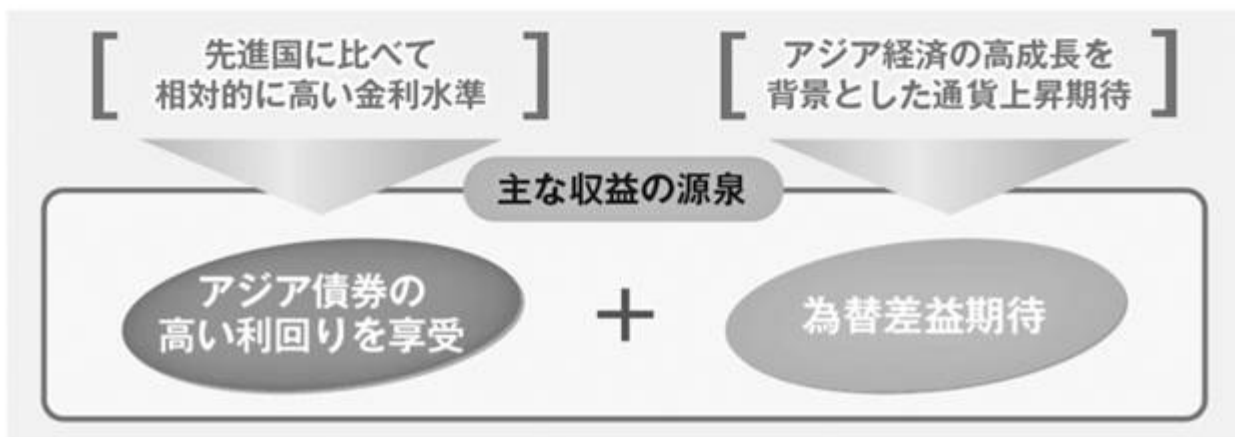 先進国に比べて
相対的に高い金利水準
アジア経済の高成長を
背景とした通貨上昇期待
主な収益の源泉
アジア債券の
高い利回りを享受
+
為替差益期待